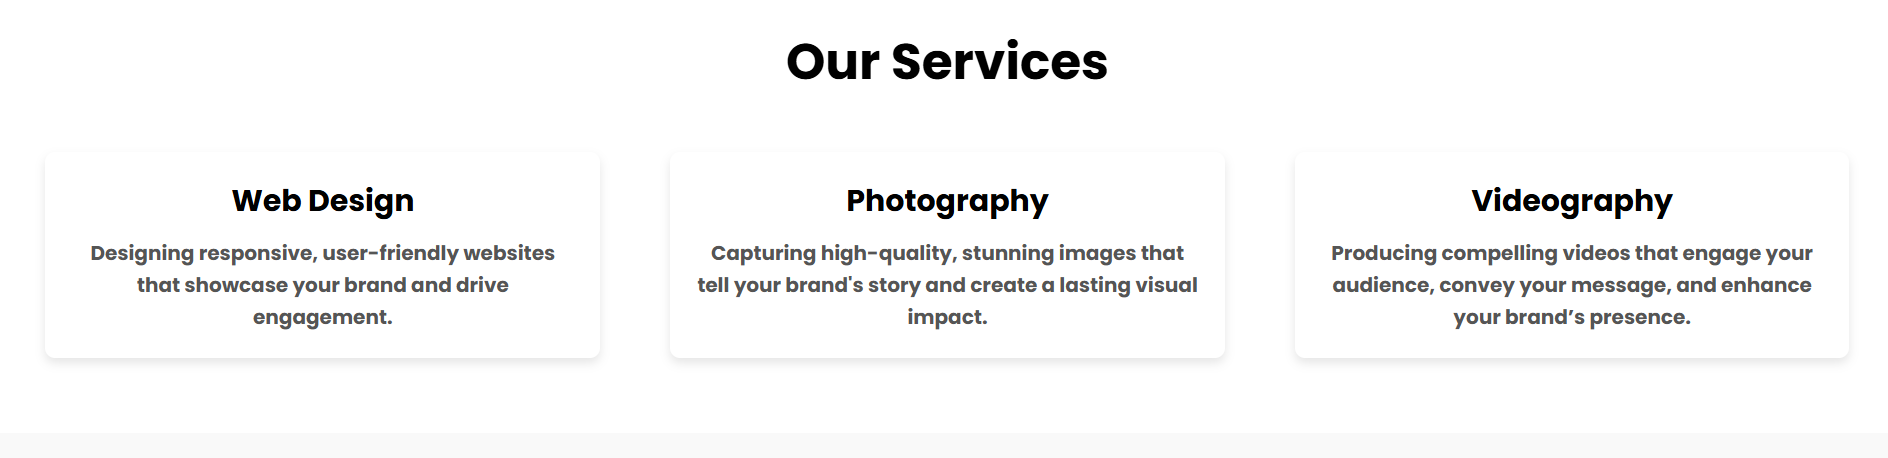 Our Services
Web Design
Designing responsive, user-friendly websites
that showcase your brand and drive
engagement.
Photography
Capturing high-quality, stunning images that
tell your brand's story and create a lasting visual
impact.
Videography
Producing compelling videos that engage your
audience, convey your message, and enhance
your brand’s presence.